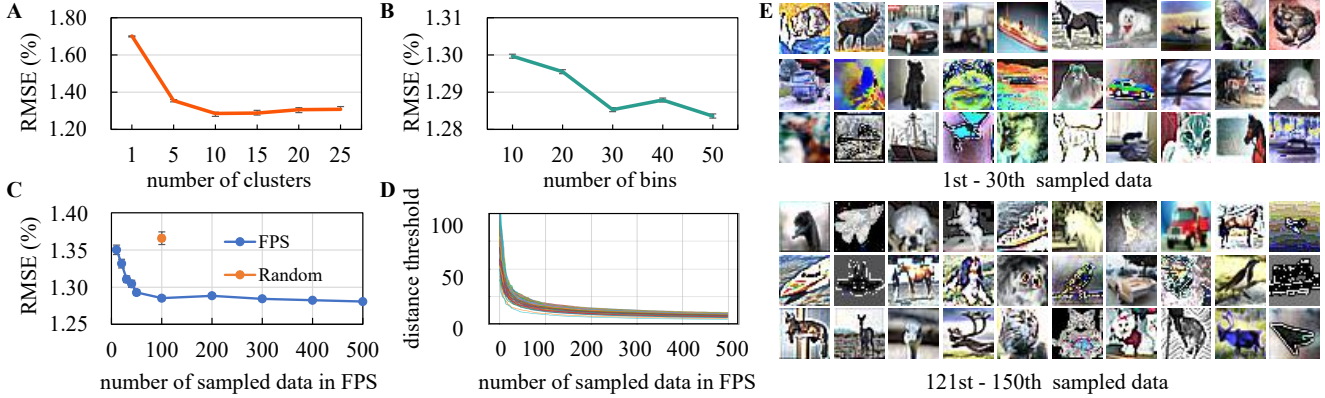 A
RMSE (%)
1.80
1.60
1.40
1.20
1 5 10 15 20 25
number of clusters
B
RMSE (%)
1.31
1.30
1.29
1.28
10 20 30 40 50
number of bins
C
RMSE (%)
1.40
1.35
1.30
1.25
FPS
Random
0 100 200 300 400 500
number of sampled data in FPS
D
distance threshold
100
50
0
0 100 200 300 400 500
number of sampled data in FPS
E
1st - 30th sampled data
121st - 150th sampled data